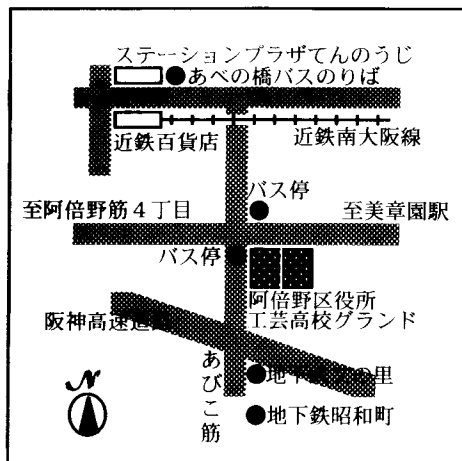 ステーションプラザてんのうじ
●あべの橋バスのりば
近鉄百貨店
近鉄南大阪線
バス停
至阿倍野筋4丁目
至美章園駅
バス停
阿倍野区役所
工芸高校グランド
阪神高速道路
あびこ筋
N
●地下鉄文の里
●地下鉄昭和町